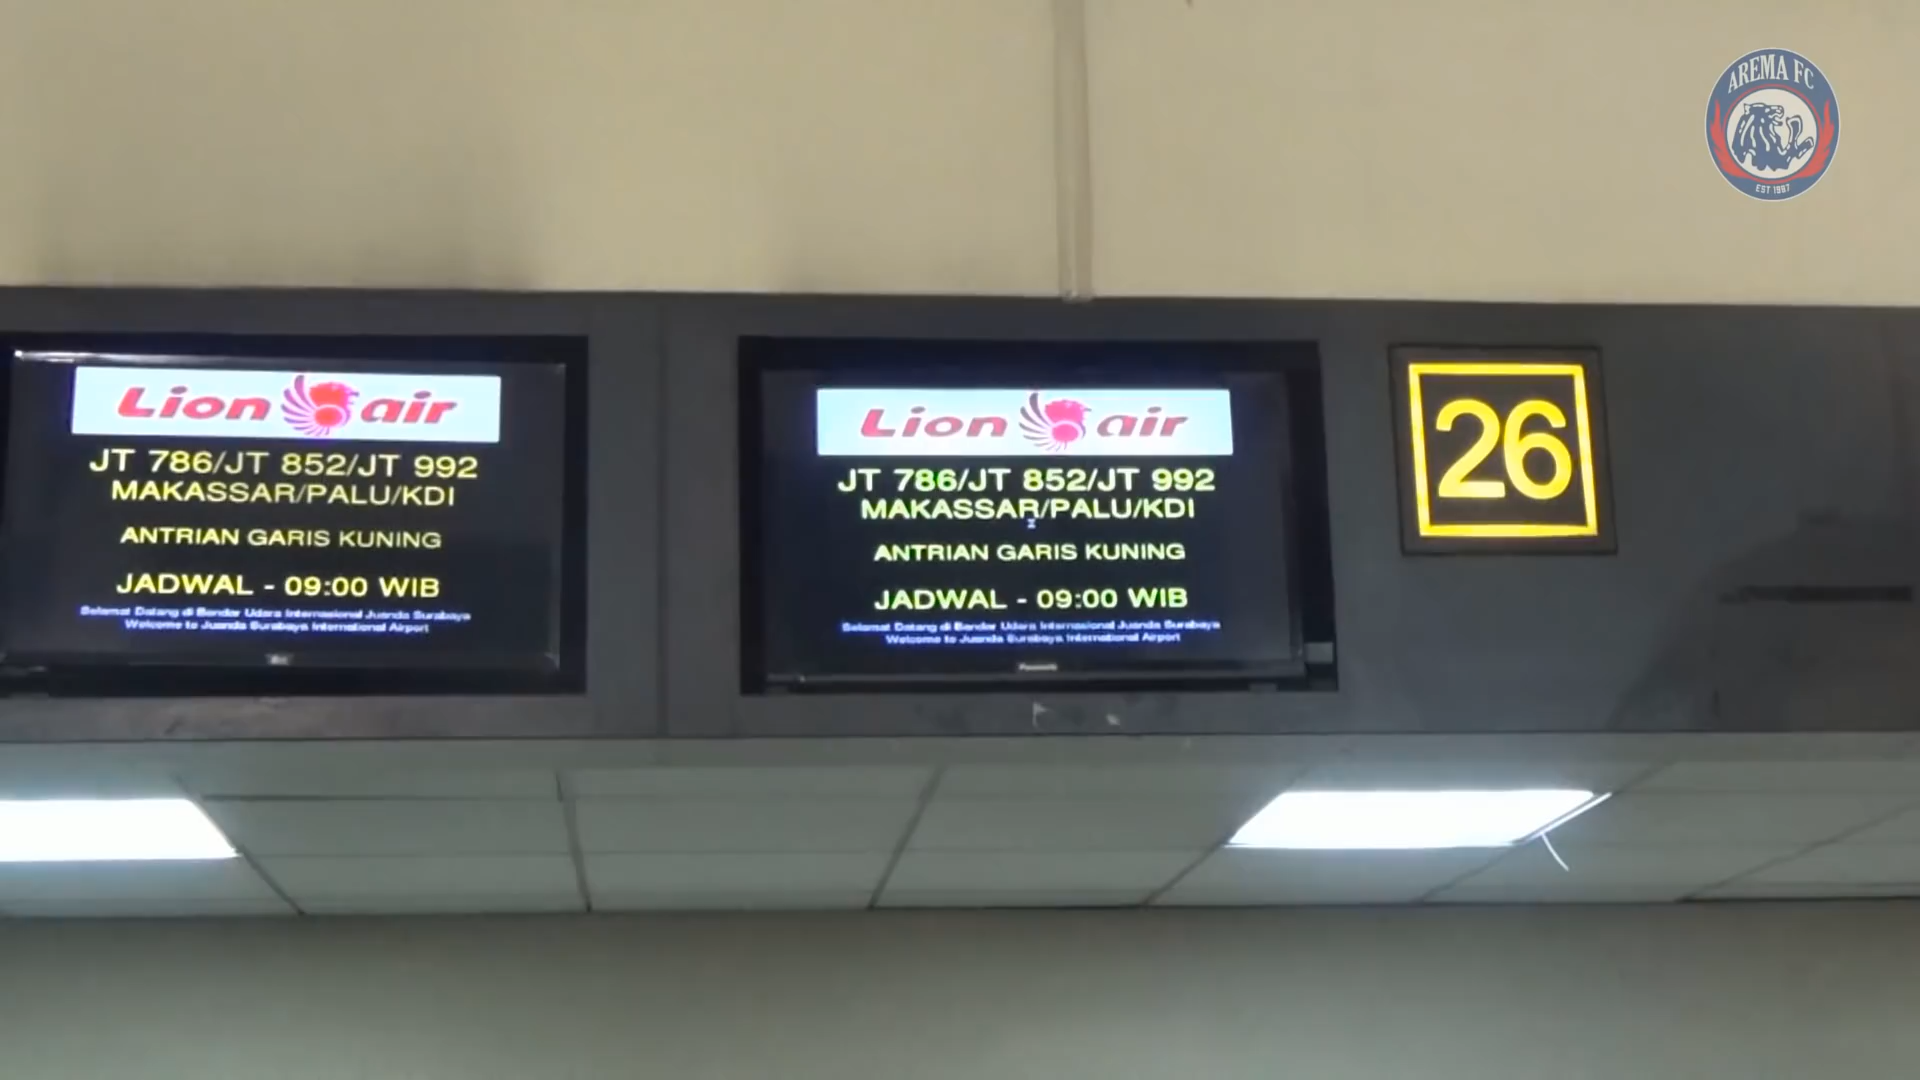 AREMA FC
EST 1987
Lion air
JT 786/JT 852/JT 992
MAKASSAR/PALU/KDI
ANTRIAN GARIS KUNING
JADWAL - 09:00 WIB
Selamat Datang di Bandar Udara Internasional Juanda Surabaya
Welcome to Juanda Surabaya International Airport
Lion air
JT 786/JT 852/JT 992
MAKASSAR/PALU/KDI
ANTRIAN GARIS KUNING
JADWAL - 09:00 WIB
Selamat Datang di Bandar Udara Internasional Juanda Surabaya
Welcome to Juanda Surabaya International Airport
Panasonic
26